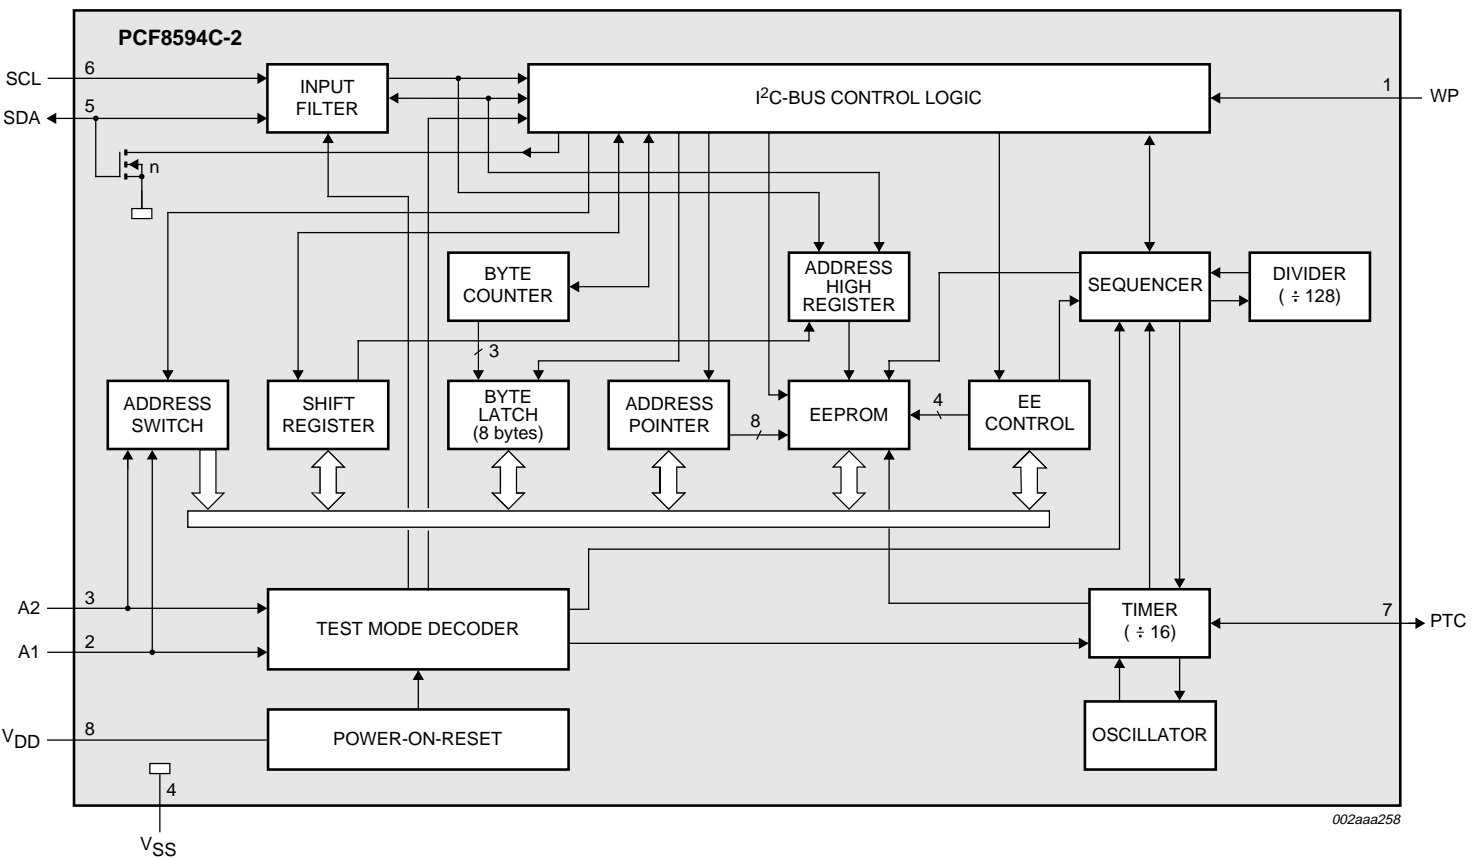 PCF8594C-2
SCL
6
INPUT
FILTER
I²C-BUS CONTROL LOGIC
1
WP
SDA
5
n
BYTE
COUNTER
ADDRESS
HIGH
REGISTER
SEQUENCER
DIVIDER
( ÷ 128)
3
ADDRESS
SWITCH
SHIFT
REGISTER
BYTE
LATCH
(8 bytes)
ADDRESS
POINTER
8
EEPROM
4
EE
CONTROL
A2
3
TEST MODE DECODER
TIMER
( ÷ 16)
7
PTC
A1
2
VDD
8
POWER-ON-RESET
OSCILLATOR
4
VSS
002aaa258